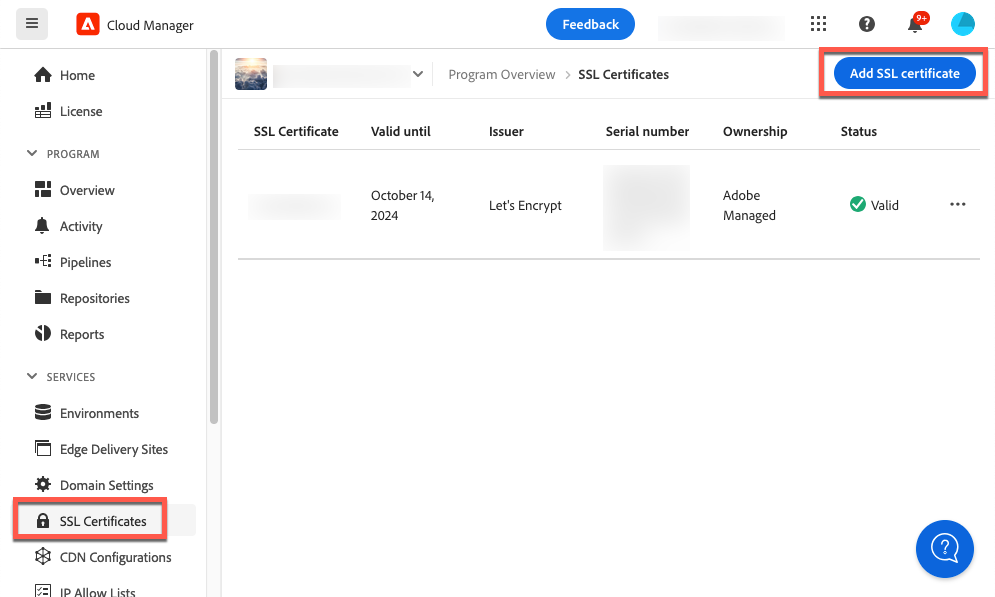 Cloud Manager
Feedback
9+
Home
License
PROGRAM
Overview
Activity
Pipelines
Repositories
Reports
SERVICES
Environments
Edge Delivery Sites
Domain Settings
SSL Certificates
CDN Configurations
IP Allow Lists
Program Overview > SSL Certificates
Add SSL certificate
SSL Certificate Valid until Issuer Serial number Ownership Status
October 14,
2024
Let's Encrypt
Adobe
Managed
Valid